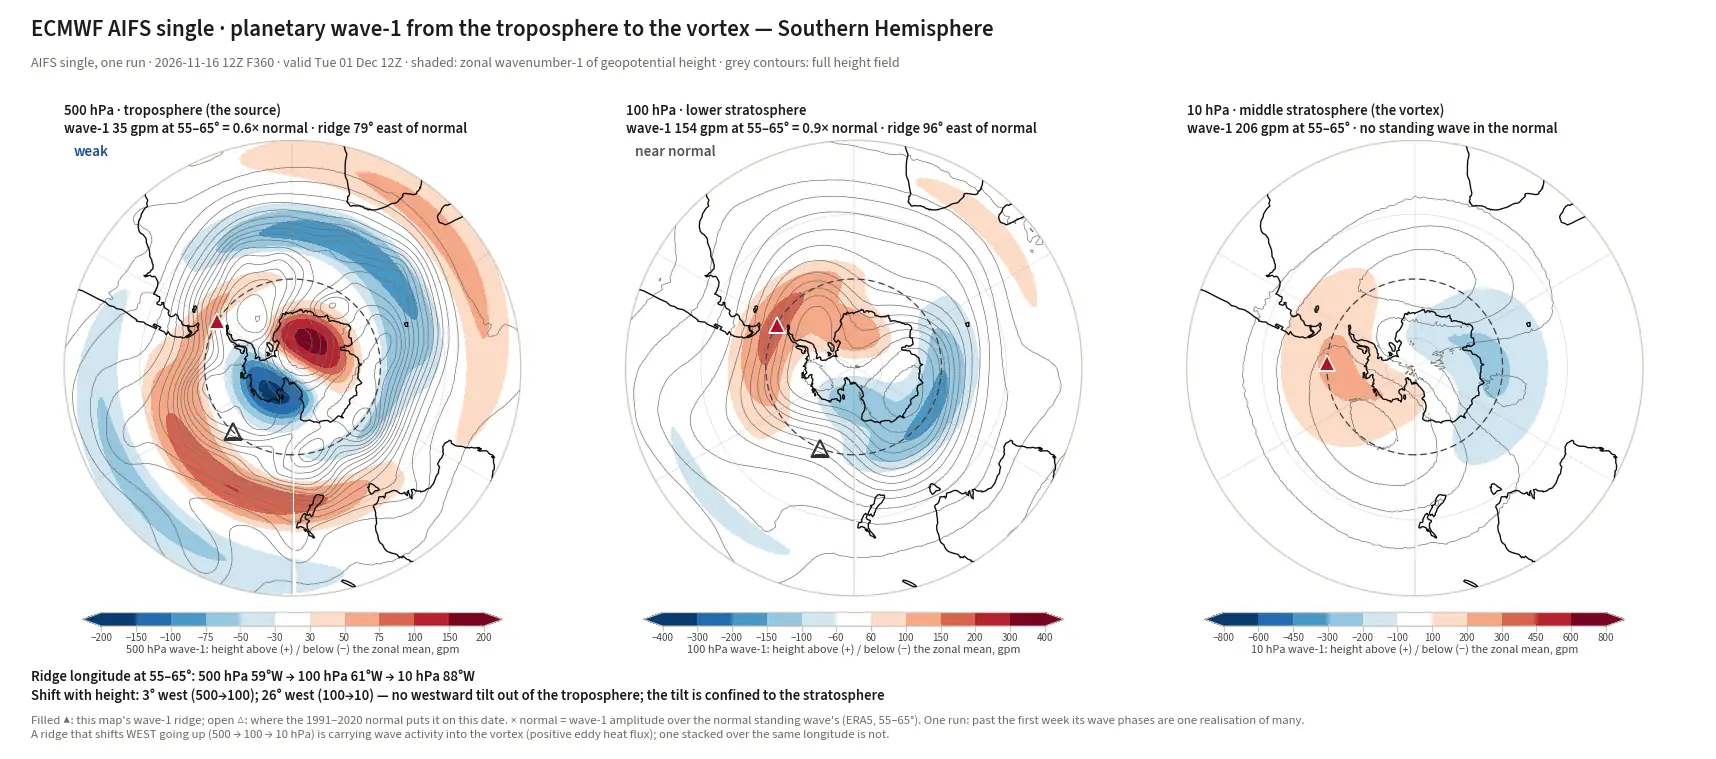 ECMWF AIFS single · planetary wave-1 from the troposphere to the vortex — Southern Hemisphere
AIFS single, one run · 2026-11-16 12Z F360 · valid Tue 01 Dec 12Z · shaded: zonal wavenumber-1 of geopotential height · grey contours: full height field
500 hPa · troposphere (the source)
wave-1 35 gpm at 55–65° = 0.6× normal · ridge 79° east of normal
weak
100 hPa · lower stratosphere
wave-1 154 gpm at 55–65° = 0.9× normal · ridge 96° east of normal
near normal
10 hPa · middle stratosphere (the vortex)
wave-1 206 gpm at 55–65° · no standing wave in the normal
−200 −150 −100 −75 −50 −30 30 50 75 100 150 200
500 hPa wave-1: height above (+) / below (−) the zonal mean, gpm
−400 −300 −200 −150 −100 −60 60 100 150 200 300 400
100 hPa wave-1: height above (+) / below (−) the zonal mean, gpm
−800 −600 −450 −300 −200 −100 100 200 300 450 600 800
10 hPa wave-1: height above (+) / below (−) the zonal mean, gpm
Ridge longitude at 55–65°: 500 hPa 59°W → 100 hPa 61°W → 10 hPa 88°W
Shift with height: 3° west (500→100); 26° west (100→10) — no westward tilt out of the troposphere; the tilt is confined to the stratosphere
Filled ▲: this map's wave-1 ridge; open △: where the 1991–2020 normal puts it on this date. × normal = wave-1 amplitude over the normal standing wave's (ERA5, 55–65°). One run: past the first week its wave phases are one realisation of many.
A ridge that shifts WEST going up (500 → 100 → 10 hPa) is carrying wave activity into the vortex (positive eddy heat flux); one stacked over the same longitude is not.